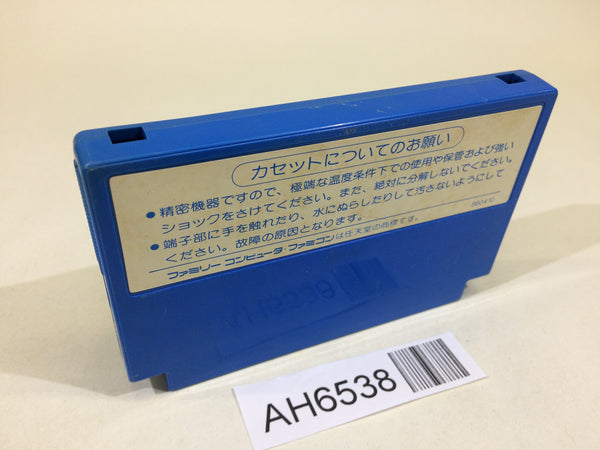 カセットについてのお願い
● 精密機器ですので、極端な温度条件下での使用や保管および強い
ショックをさけてください。また、絶対に分解しないでください。
● 端子部に手を触れたり、水にぬらしたりして汚さないようにして
ください。故障の原因となります。
ファミリー コンピュータ・ファミコンは任天堂の商標です。
AH6538